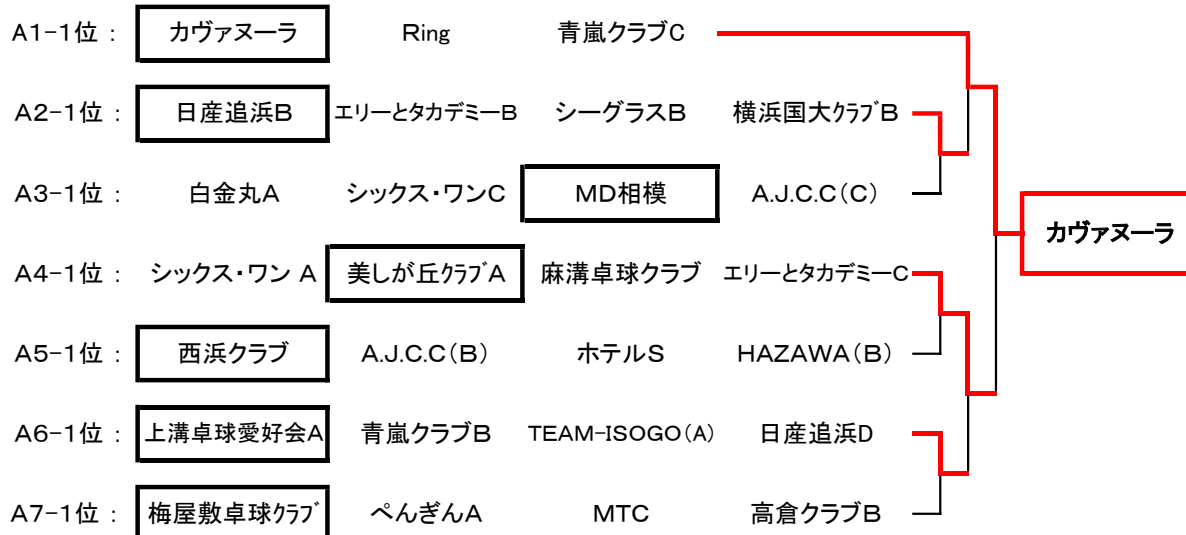 A1-1位 : カヴァヌーラ Ring 青嵐クラブC
A2-1位 : 日産追浜B エリーとタカデミーB シーグラスB 横浜国大クラブB
A3-1位 : 白金丸A シックス・ワンC MD相模 A.J.C.C(C)
カヴァヌーラ
A4-1位 : シックス・ワン A 美しが丘クラブA 麻溝卓球クラブ エリーとタカデミーC
A5-1位 : 西浜クラブ A.J.C.C(B) ホテルS HAZAWA(B)
A6-1位 : 上溝卓球愛好会A 青嵐クラブB TEAM-ISOGO(A) 日産追浜D
A7-1位 : 梅屋敷卓球クラブ ぺんぎんA MTC 高倉クラブB